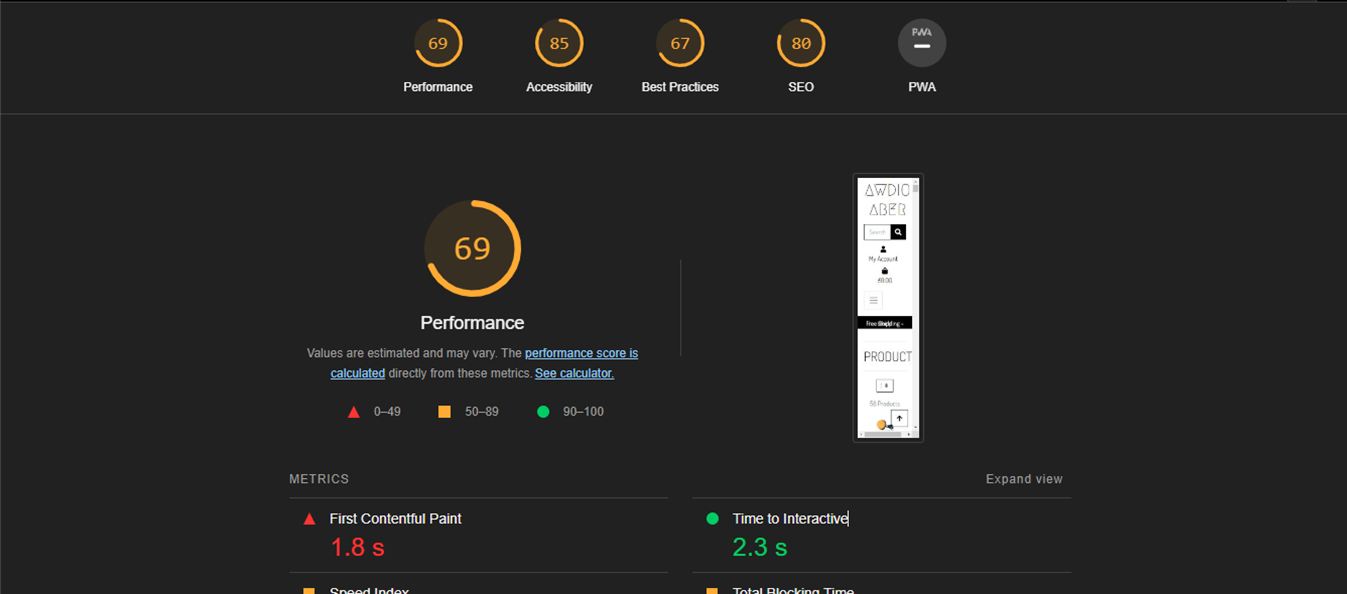 69 85 67 80 PWA
Performance Accessibility Best Practices SEO PWA
69
Performance
Values are estimated and may vary. The performance score is
calculated directly from these metrics. See calculator.
0–49 50–89 90–100
AWDIO
ABER
Search
My Account
£0.00
Free
PRODUCT
58 Products
METRICS Expand view
First Contentful Paint
1.8 s
Time to Interactive
2.3 s
Speed Index
Total Blocking Time